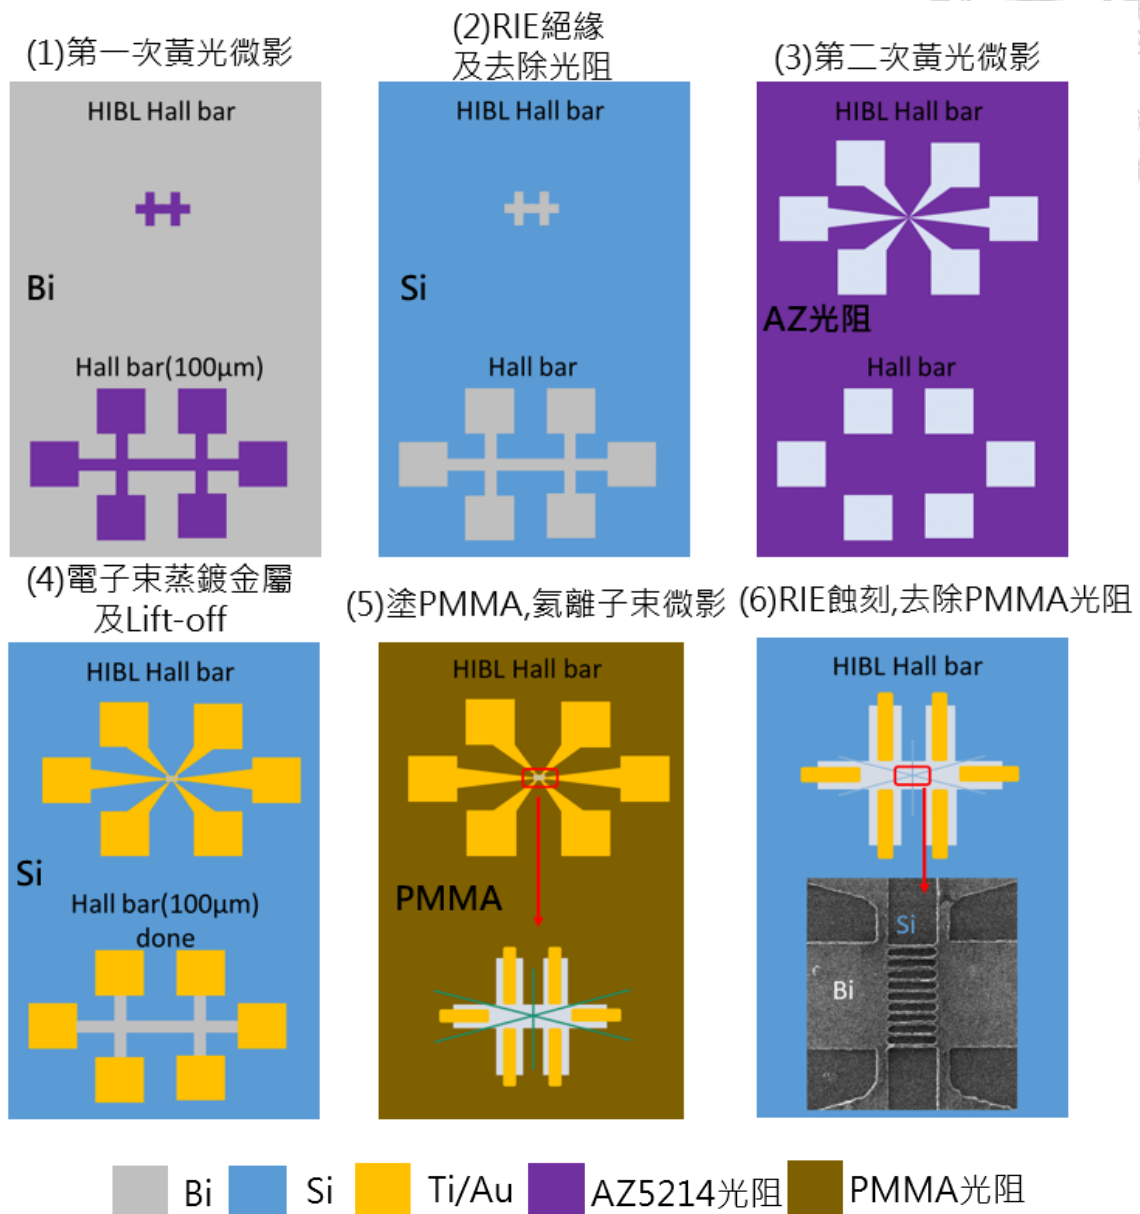 (1)第一次黃光微影
(2)RIE絕緣
及去除光阻
(3)第二次黃光微影
HIBL Hall bar
Bi
Hall bar(100μm)
HIBL Hall bar
Si
Hall bar
HIBL Hall bar
AZ光阻
Hall bar
(4)電子束蒸鍍金屬
及Lift-off
(5)塗PMMA,氦離子束微影
(6)RIE蝕刻,去除PMMA光阻
HIBL Hall bar
Si
Hall bar(100μm)
done
HIBL Hall bar
PMMA
HIBL Hall bar
Si
Bi
Bi
Si
Ti/Au
AZ5214光阻
PMMA光阻